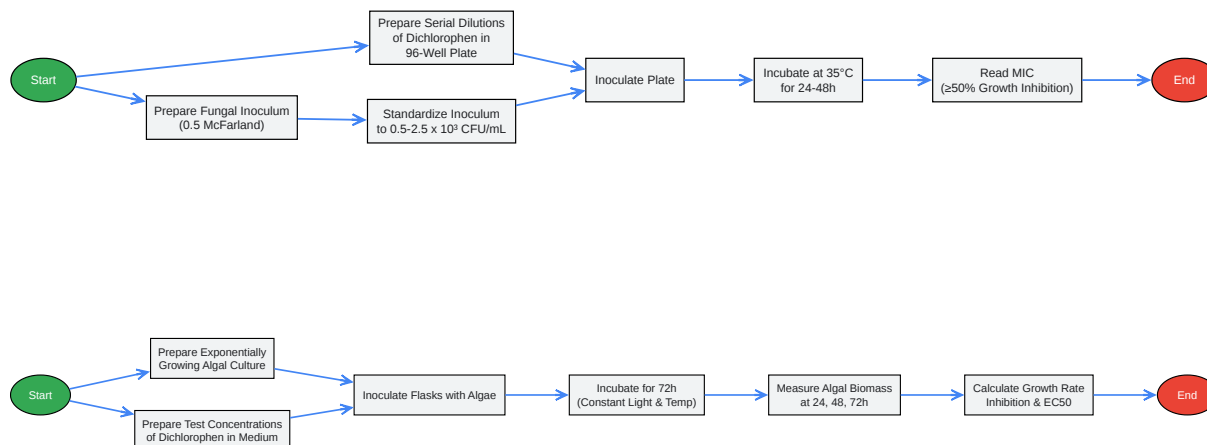 Start
Prepare Serial Dilutions
of Dichlorophen in
96-Well Plate
Prepare Fungal Inoculum
(0.5 McFarland)
Standardize Inoculum
to 0.5-2.5 x 10³ CFU/mL
Inoculate Plate
Incubate at 35°C
for 24-48h
Read MIC
(≥50% Growth Inhibition)
End
Start
Prepare Exponentially
Growing Algal Culture
Prepare Test Concentrations
of Dichlorophen in Medium
Inoculate Flasks with Algae
Incubate for 72h
(Constant Light & Temp)
Measure Algal Biomass
at 24, 48, 72h
Calculate Growth Rate
Inhibition & EC50
End